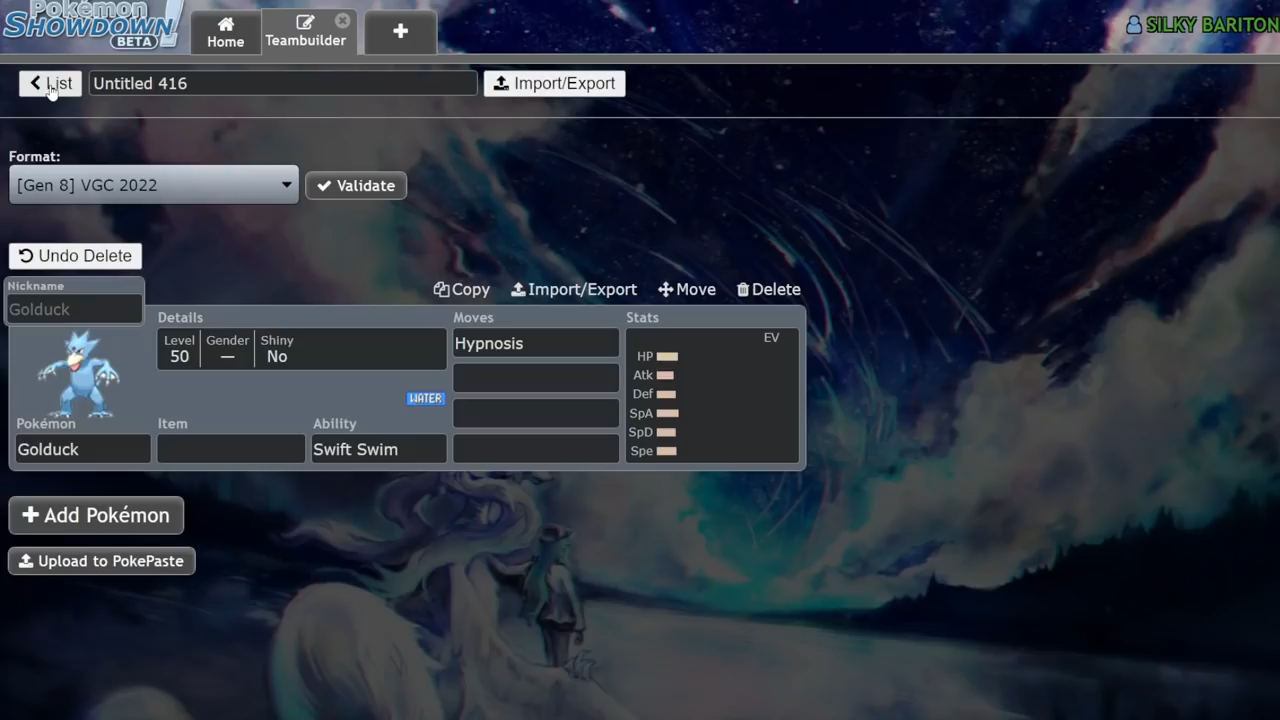 Pokémon
SHOWDOWN!
BETA
Home
Teambuilder
SILKY BARITON
List
Untitled 416
Import/Export
Format:
[Gen 8] VGC 2022
Validate
Undo Delete
Nickname
Golduck
Copy
Import/Export
Move
Delete
Details
Level
50
Gender
—
Shiny
No
WATER
Pokémon
Golduck
Item
Ability
Swift Swim
Moves
Hypnosis
Stats
EV
HP
Atk
Def
SpA
SpD
Spe
Add Pokémon
Upload to PokePaste